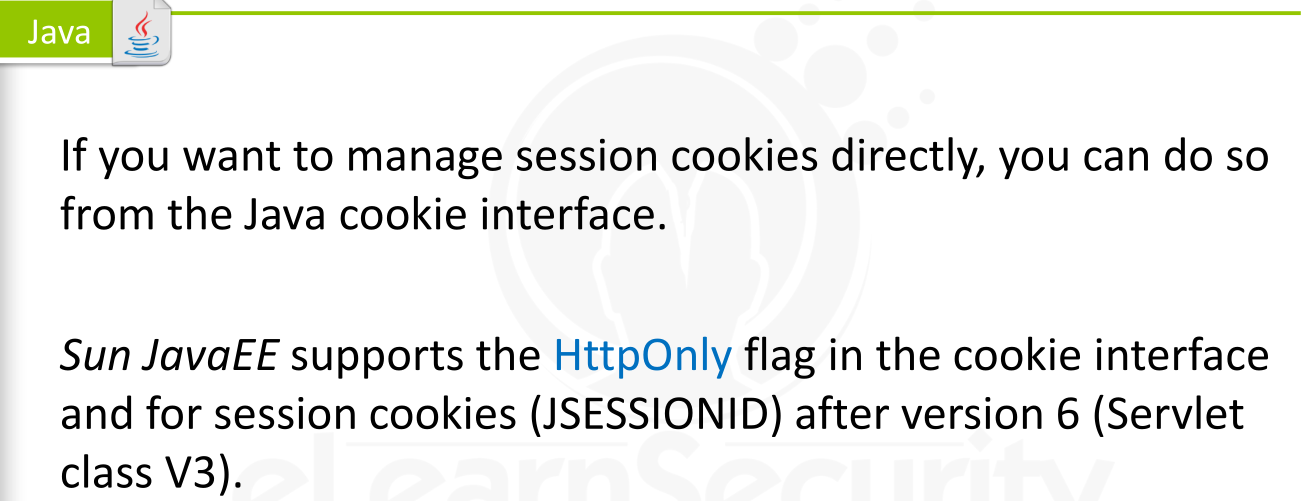 Java
If you want to manage session cookies directly, you can do so
from the Java cookie interface.
Sun JavaEE supports the HttpOnly flag in the cookie interface
and for session cookies (JSESSIONID) after version 6 (Servlet
class V3).
eLearnSecurity